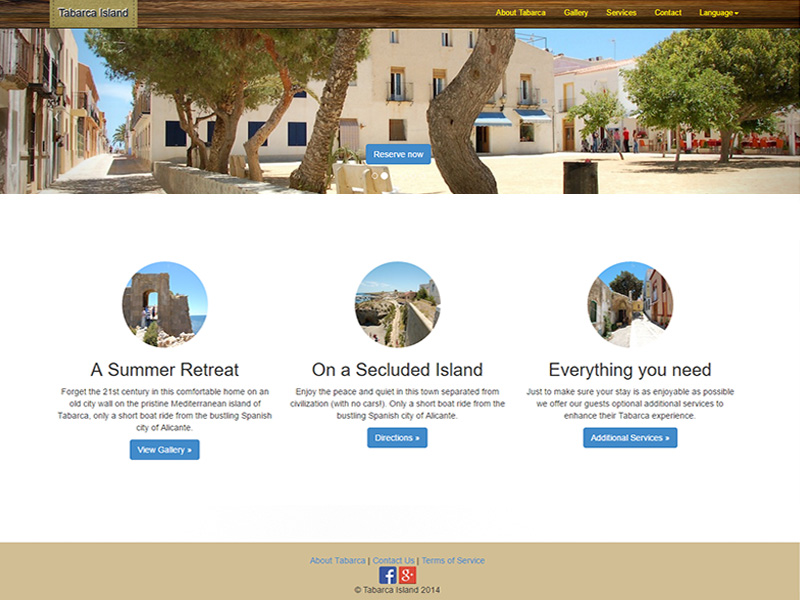 Tabarca Island
About Tabarca Gallery Services Contact Language
Reserve now
A Summer Retreat
Forget the 21st century in this comfortable home on an
old city wall on the pristine Mediterranean island of
Tabarca, only a short boat ride from the bustling Spanish
city of Alicante.
View Gallery »
On a Secluded Island
Enjoy the peace and quiet in this town separated from
civilization (with no cars!). Only a short boat ride from the
bustling Spanish city of Alicante.
Directions »
Everything you need
Just to make sure your stay is as enjoyable as possible
we offer our guests optional additional services to
enhance their Tabarca experience.
Additional Services »
About Tabarca | Contact Us | Terms of Service
f g+
© Tabarca Island 2014